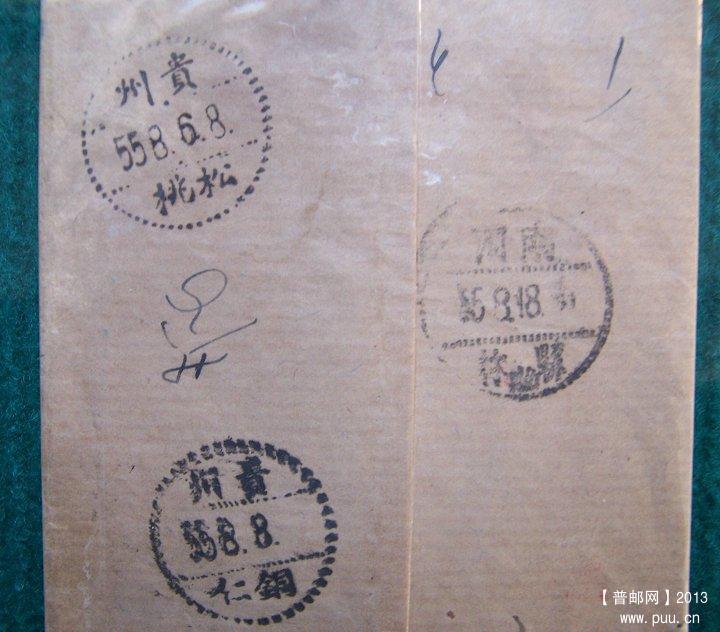 州貴
55.8.6.8.
桃松
河南
55.8.18.
縣
州貴
55.8.8.
仁銅
【普邮网】2013
www.puu.cn